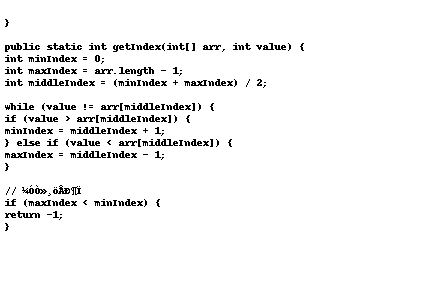 }
public static int getIndex(int[] arr, int value) {
int minIndex = 0;
int maxIndex = arr.length - 1;
int middleIndex = (minIndex + maxIndex) / 2;
while (value != arr[middleIndex]) {
if (value > arr[middleIndex]) {
minIndex = middleIndex + 1;
} else if (value < arr[middleIndex]) {
maxIndex = middleIndex - 1;
}
// ¼ÓÒ»¸öÅÐ¶Ï
if (maxIndex < minIndex) {
return -1;
}